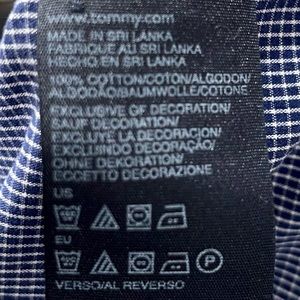 www.tommy.com
MADE IN SRI LANKA
FABRIQUÉ AU SRI LANKA
HECHO EN SRI LANKA
100% COTTON/COTON/ALGODON/
ALGODÃO/BAUMWOLLE/COTONE
EXCLUSIVE OF DECORATION/
SAUF DECORATION/
EXCLUYE LA DECORACION/
EXCLUINDO DECORAÇÃO/
OHNE DEKORATION/
ECCETTO DECORAZIONE
US
EU
P
VERSO/AL REVERSO